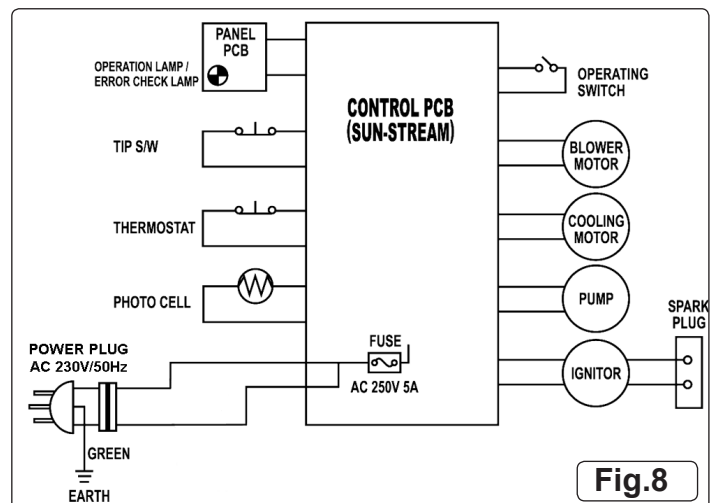 PANEL
PCB
OPERATION LAMP /
ERROR CHECK LAMP
TIP S/W
THERMOSTAT
PHOTO CELL
POWER PLUG
AC 230V/50Hz
GREEN
EARTH
CONTROL PCB
(SUN-STREAM)
FUSE
AC 250V 5A
OPERATING
SWITCH
BLOWER
MOTOR
COOLING
MOTOR
PUMP
IGNITOR
SPARK
PLUG
Fig.8